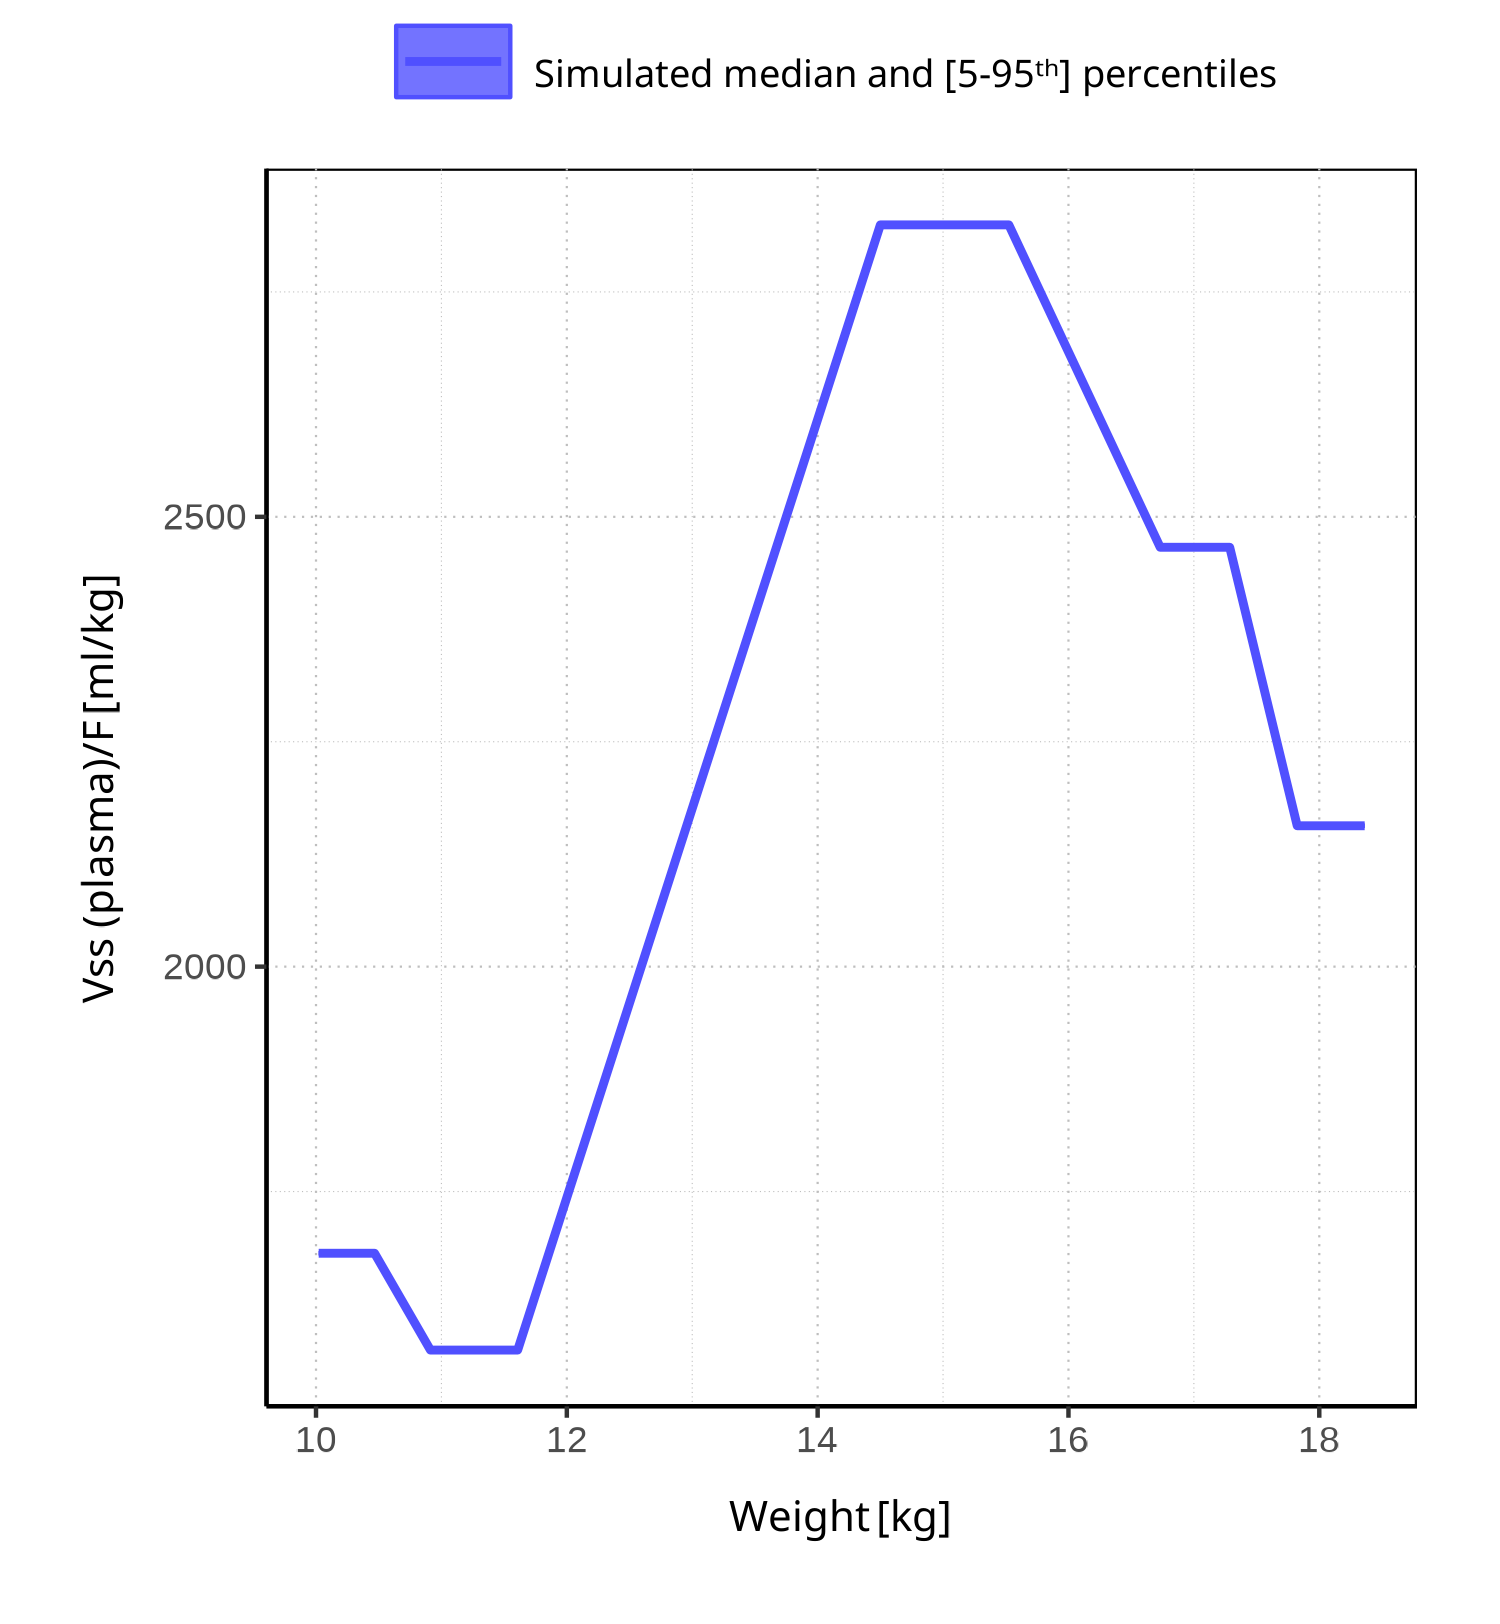 Simulated median and [5-95ᵗʰ] percentiles
Vss (plasma)/F [ml/kg]
2500
2000
10 12 14 16 18
Weight [kg]